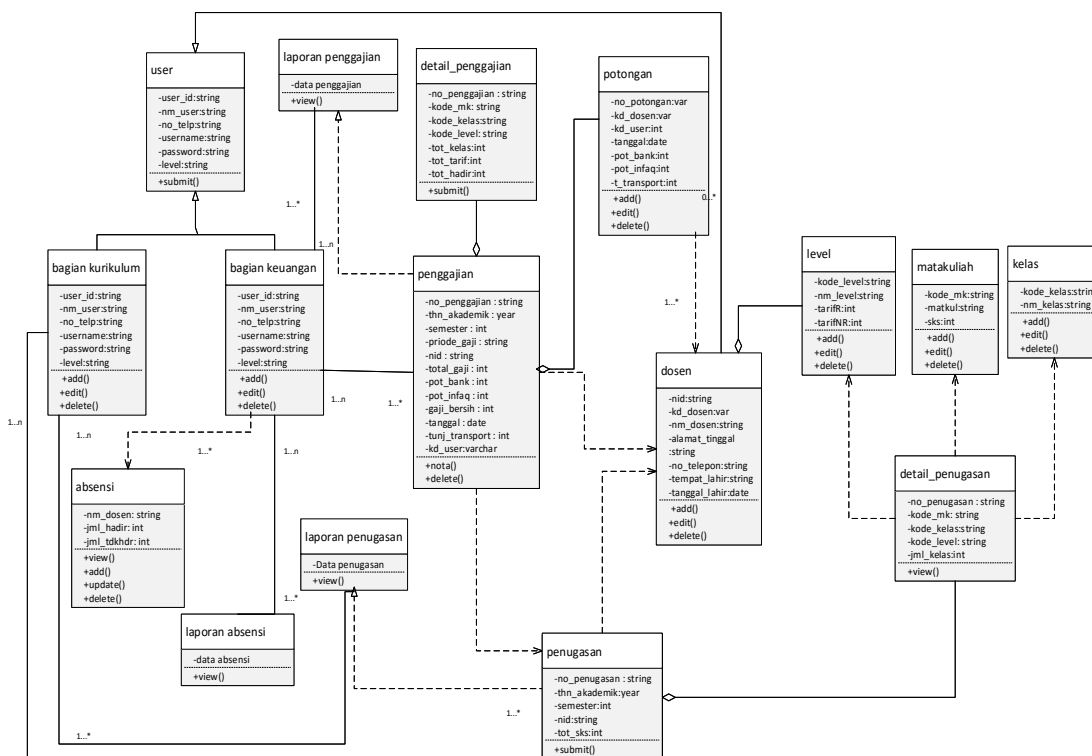 user
-user_id:string
-nm_user:string
-no_telp:string
-username:string
-password:string
-level:string
+submit()
laporan penggajian
-data penggajian
+view()
detail_penggajian
-no_penggajian : string
-kode_mk: string
-kode_kelas:string
-kode_level: string
-tot_kelas:int
-tot_tarif:int
-tot_hadir:int
+submit()
potongan
-no_potongan:var
-kd_dosen:var
-kd_user:int
-tanggal:date
-pot_bank:int
-pot_infaq:int
-t_transport:int
+add()
+edit()
+delete()
0...*
1...*
1...n
1...*
bagian kurikulum
-user_id:string
-nm_user:string
-no_telp:string
-username:string
-password:string
-level:string
+add()
+edit()
+delete()
bagian keuangan
-user_id:string
-nm_user:string
-no_telp:string
-username:string
-password:string
-level:string
+add()
+edit()
+delete()
penggajian
-no_penggajian : string
-thn_akademik : year
-semester : int
-priode_gaji : string
-nid : string
-total_gaji : int
-pot_bank : int
-pot_infaq : int
-gaji_bersih : int
-tanggal : date
-tunj_transport : int
-kd_user:varchar
+nota()
+delete()
level
-kode_level:string
-nm_level:string
-tarifR:int
-tarifNR:int
+add()
+edit()
+delete()
matakuliah
-kode_mk:string
-matkul:string
-sks:int
+add()
+edit()
+delete()
kelas
-kode_kelas:string
-nm_kelas:string
+add()
+edit()
+delete()
dosen
-nid:string
-kd_dosen:var
-nm_dosen:string
-alamat_tinggal
:string
-no_telepon:string
-tempat_lahir:string
-tanggal_lahir:date
+add()
+edit()
+delete()
1...n
1...*
1...n
1...n
1...*
1...n
absensi
-nm_dosen: string
-jml_hadir: int
-jml_tdkhdr: int
+view()
+add()
+update()
+delete()
detail_penugasan
-no_penugasan : string
-kode_mk: string
-kode_kelas:string
-kode_level: string
-jml_kelas:int
+view()
laporan penugasan
-Data penugasan
+view()
1...*
laporan absensi
-data absensi
+view()
penugasan
-no_penugasan : string
-thn_akademik:year
-semester:int
-nid:string
-tot_sks:int
+submit()
1...*
1...*